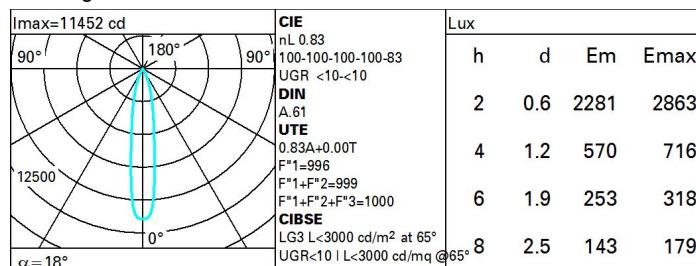 Imax=11452 cd
90°
180°
90°
12500
0°
α=18°
CIE
nL 0.83
100-100-100-100-83
UGR <10-<10
DIN
A.61
UTE
0.83A+0.00T
F"1=996
F"1+F"2=999
F"1+F"2+F"3=1000
CIBSE
LG3 L<3000 cd/m² at 65°
UGR<10 | L<3000 cd/mq @65°
Lux
h d Em Emax
2 0.6 2281 2863
4 1.2 570 716
6 1.9 253 318
8 2.5 143 179